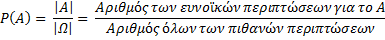 P(A) = |A| / |Ω| = Αριθμός των ευνοϊκών περιπτώσεων για το Α / Αριθμός όλων των πιθανών περιπτώσεων